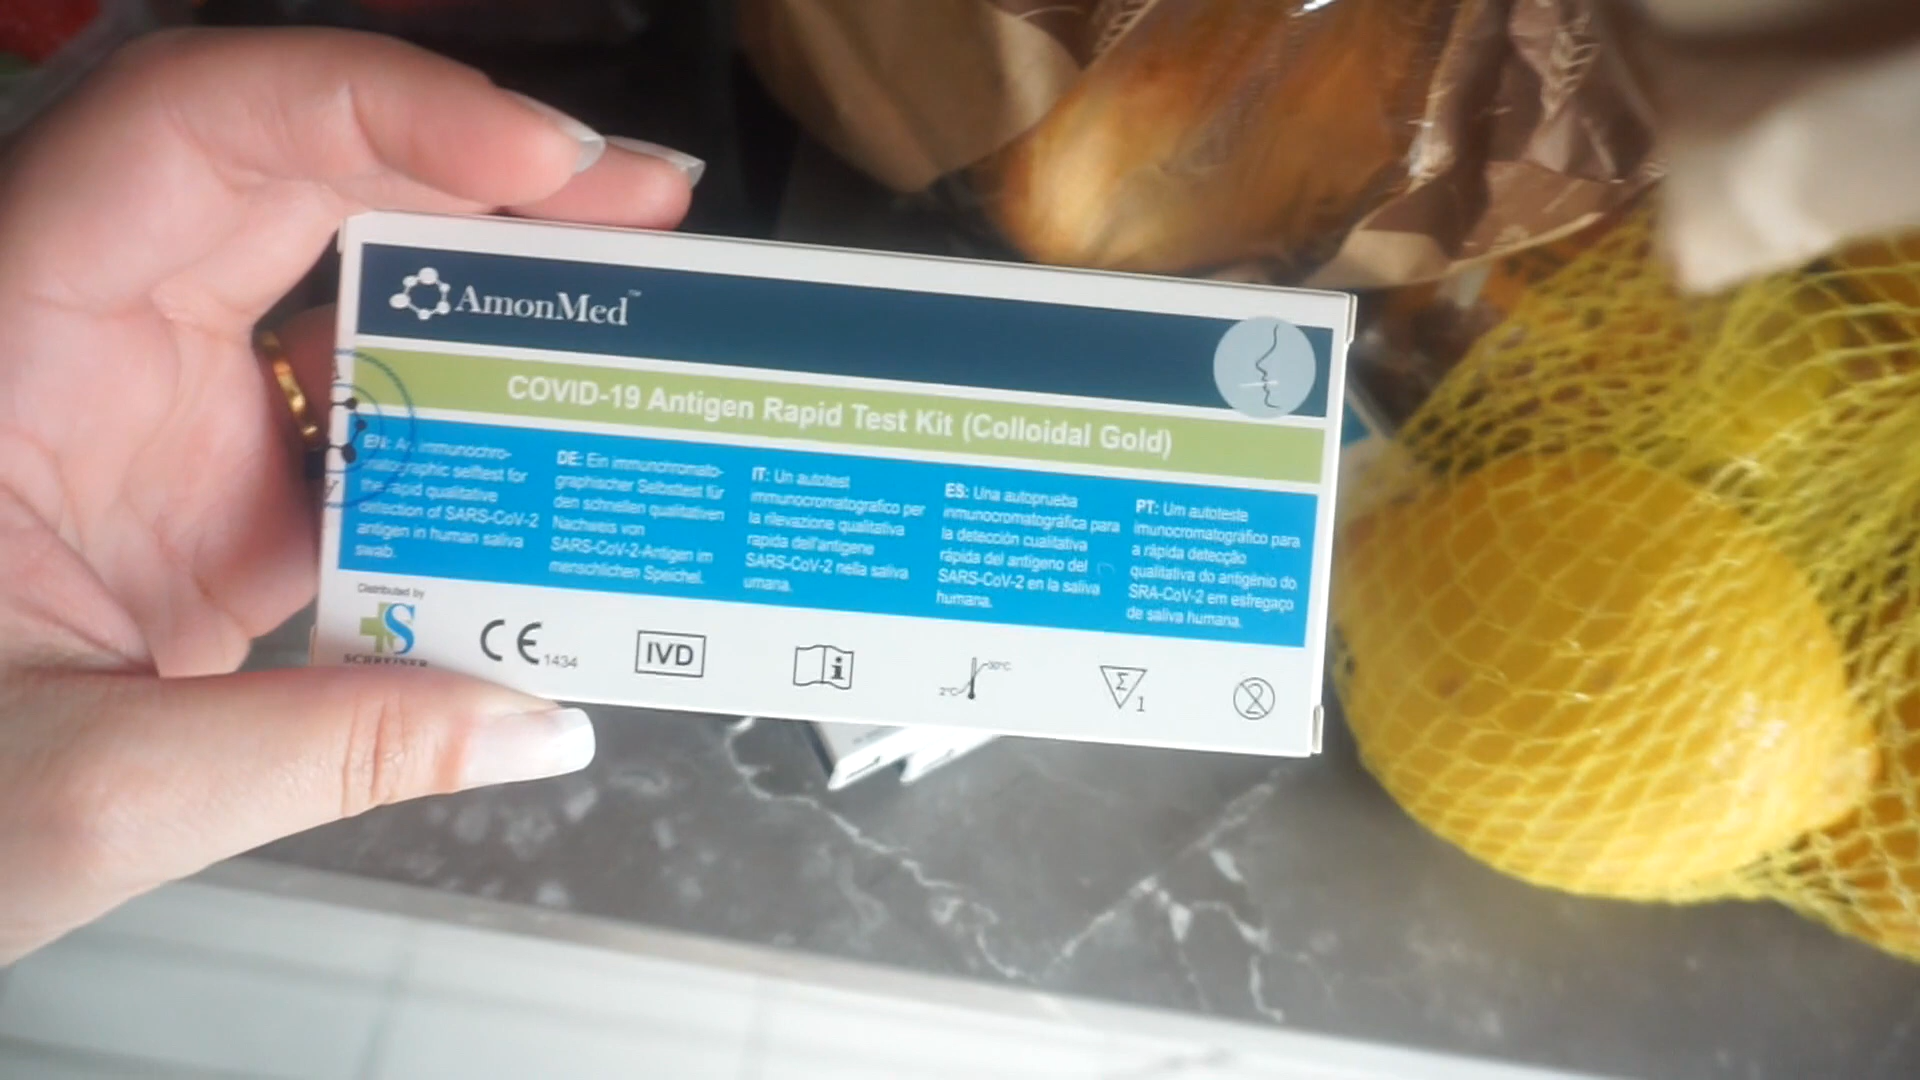 AmonMed™
COVID-19 Antigen Rapid Test Kit (Colloidal Gold)
EN: An immunochro-
matographic selftest for
the rapid qualitative
detection of SARS-CoV-2
antigen in human saliva
swab.
DE: Ein immunchromato-
graphischer Selbsttest für
den schnellen qualitativen
Nachweis von
SARS-CoV-2-Antigen im
menschlichen Speichel.
IT: Un autotest
immunocromatografico per
la rilevazione qualitativa
rapida dell'antigene
SARS-CoV-2 nella saliva
umana.
ES: Una autoprueba
inmunocromatográfica para
la detección cualitativa
rápida del antígeno del
SARS-CoV-2 en la saliva
humana.
PT: Um autoteste
imunocromatográfico para
a rápida detecção
qualitativa do antigénio do
SRA-CoV-2 em esfregaço
de saliva humana.
Distributed by
S
SCHREINER
CE 1434
IVD
i
2°C 30°C
Σ 1
2